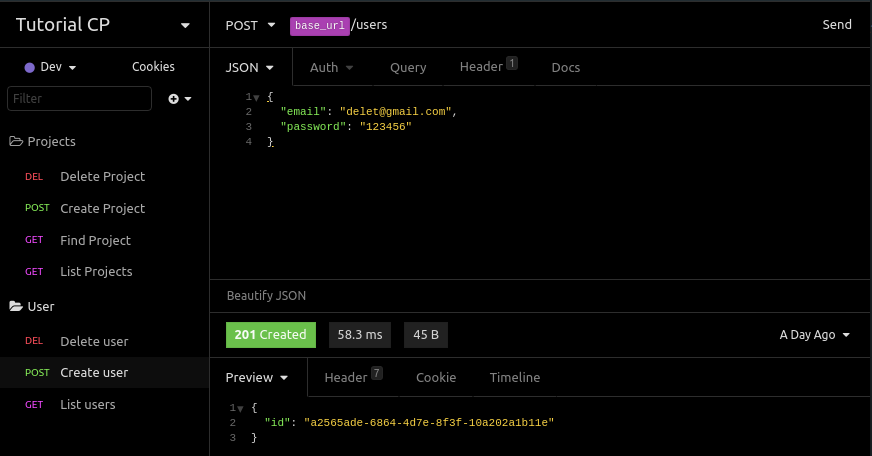 Tutorial CP
Dev
Cookies
Filter
Projects
DEL Delete Project
POST Create Project
GET Find Project
GET List Projects
User
DEL Delete user
POST Create user
GET List users
POST base_url/users Send
JSON Auth Query Header 1 Docs
1 {
2 "email": "delet@gmail.com",
3 "password": "123456"
4 }
Beautify JSON
201 Created 58.3 ms 45 B A Day Ago
Preview Header 7 Cookie Timeline
1 {
2 "id": "a2565ade-6864-4d7e-8f3f-10a202a1b11e"
3 }